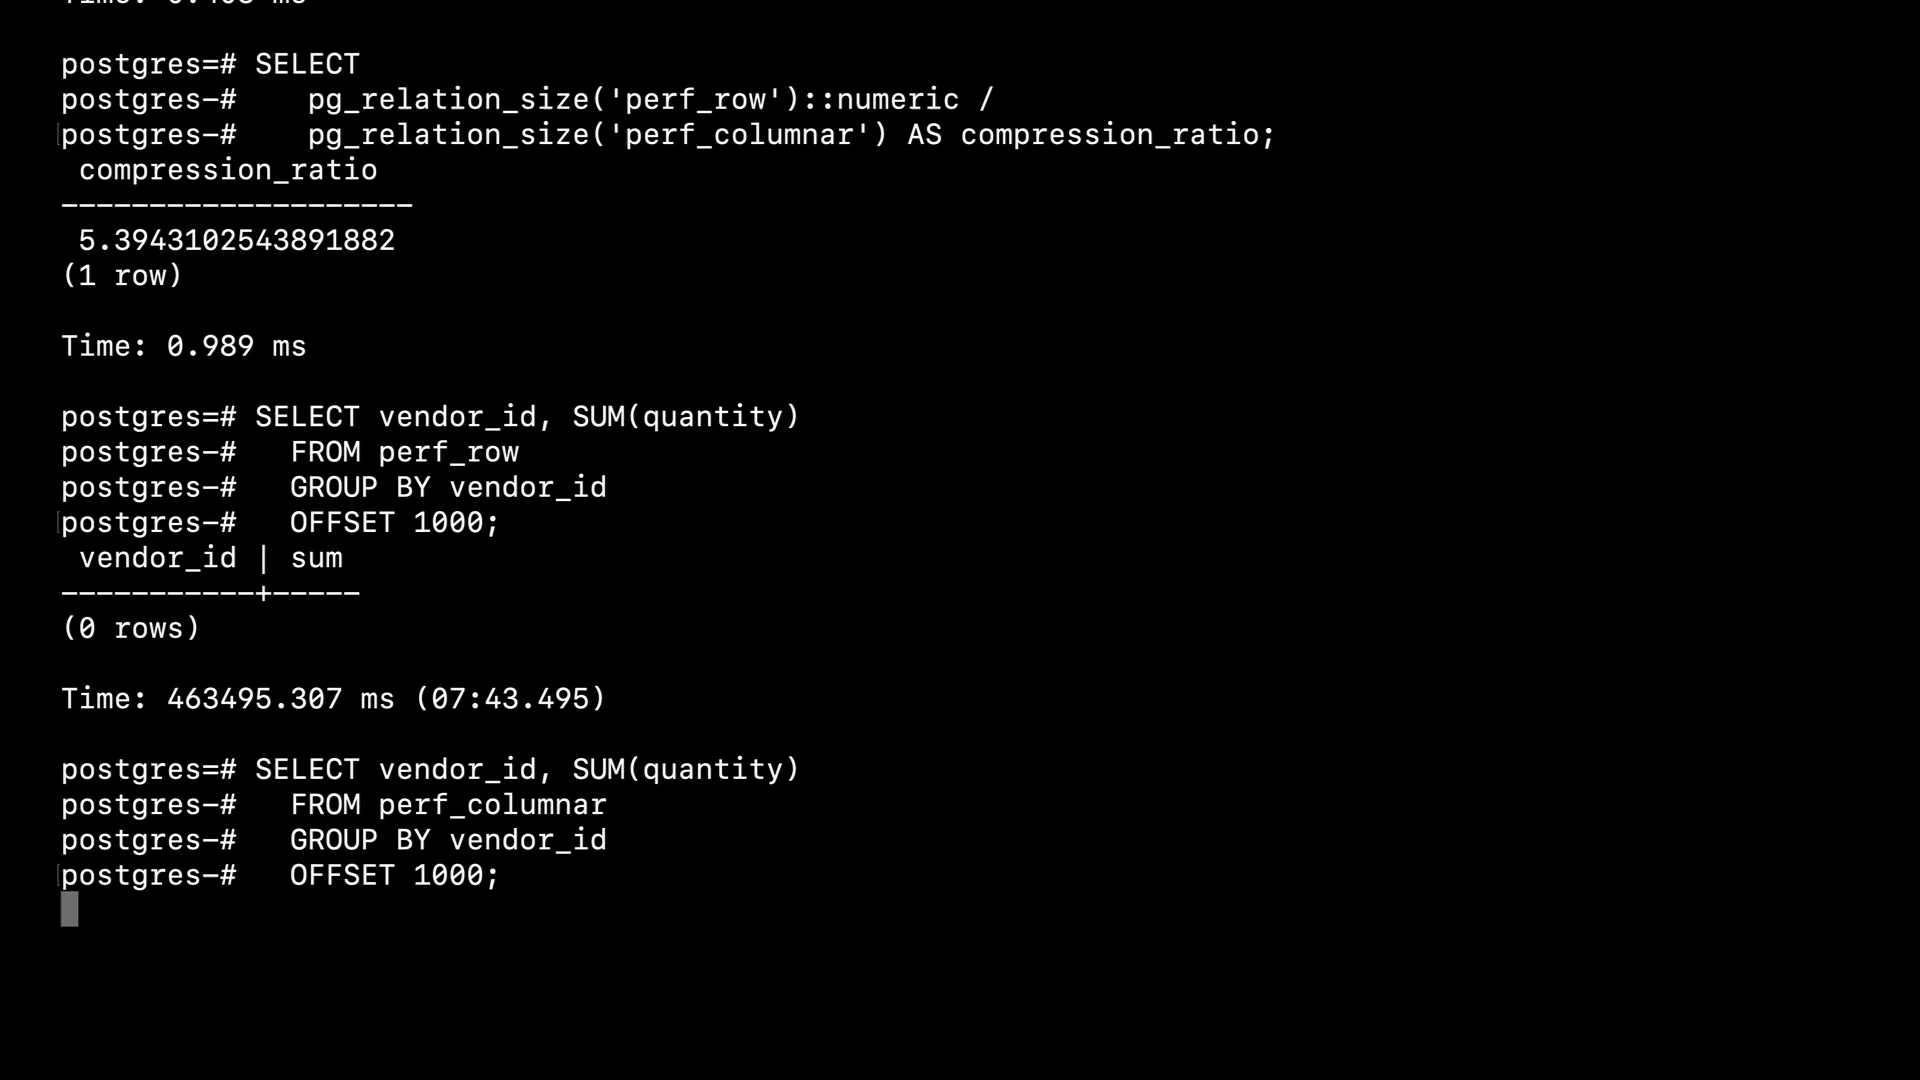 postgres=# SELECT
postgres-#    pg_relation_size('perf_row')::numeric /
postgres-#    pg_relation_size('perf_columnar') AS compression_ratio;
 compression_ratio
--------------------
 5.3943102543891882
(1 row)

Time: 0.989 ms

postgres=# SELECT vendor_id, SUM(quantity)
postgres-#   FROM perf_row
postgres-#   GROUP BY vendor_id
postgres-#   OFFSET 1000;
 vendor_id | sum
-----------+-----
(0 rows)

Time: 463495.307 ms (07:43.495)

postgres=# SELECT vendor_id, SUM(quantity)
postgres-#   FROM perf_columnar
postgres-#   GROUP BY vendor_id
postgres-#   OFFSET 1000;